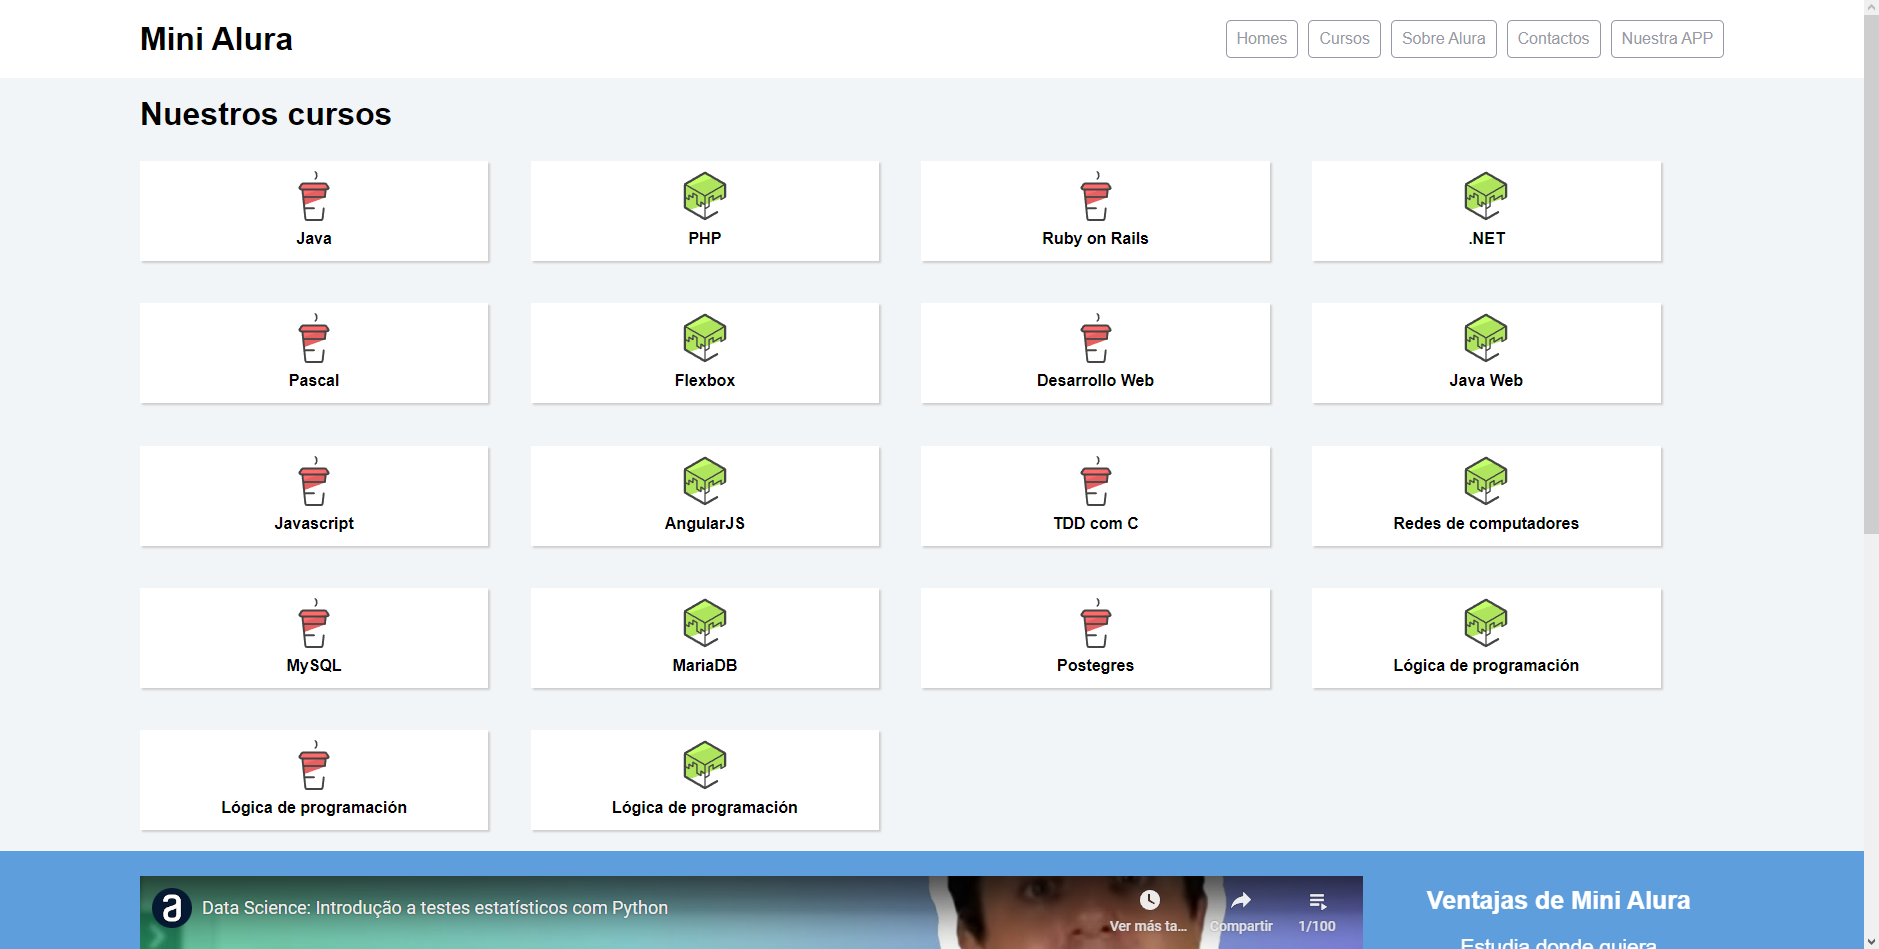 Mini Alura
Homes
Cursos
Sobre Alura
Contactos
Nuestra APP
Nuestros cursos
Java
PHP
Ruby on Rails
.NET
Pascal
Flexbox
Desarrollo Web
Java Web
Javascript
AngularJS
TDD com C
Redes de computadores
MySQL
MariaDB
Postegres
Lógica de programación
Lógica de programación
Lógica de programación
a
Data Science: Introdução a testes estatísticos com Python
Ver más ta...
Compartir
1/100
Ventajas de Mini Alura
Estudia donde quiera